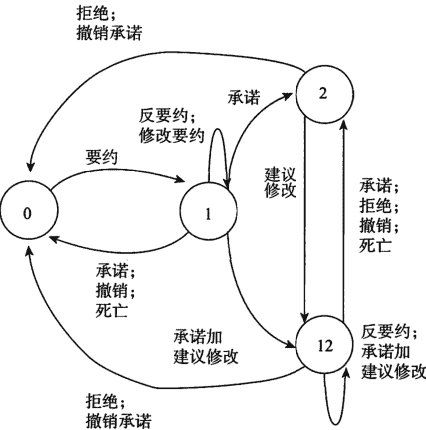 拒绝;
撤销承诺
2
承诺
反要约;
修改要约
要约
建议
修改
承诺;
拒绝;
撤销;
死亡
0
1
承诺;
撤销;
死亡
承诺加
建议修改
12
反要约;
承诺加
建议修改
拒绝;
撤销承诺